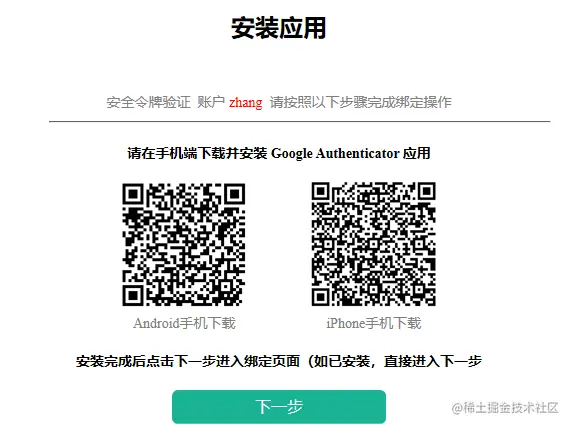 安装应用
安全令牌验证 账户 zhang 请按照以下步骤完成绑定操作
请在手机端下载并安装 Google Authenticator 应用
Android手机下载 iPhone手机下载
安装完成后点击下一步进入绑定页面（如已安装，直接进入下一步
下一步
@稀土掘金技术社区